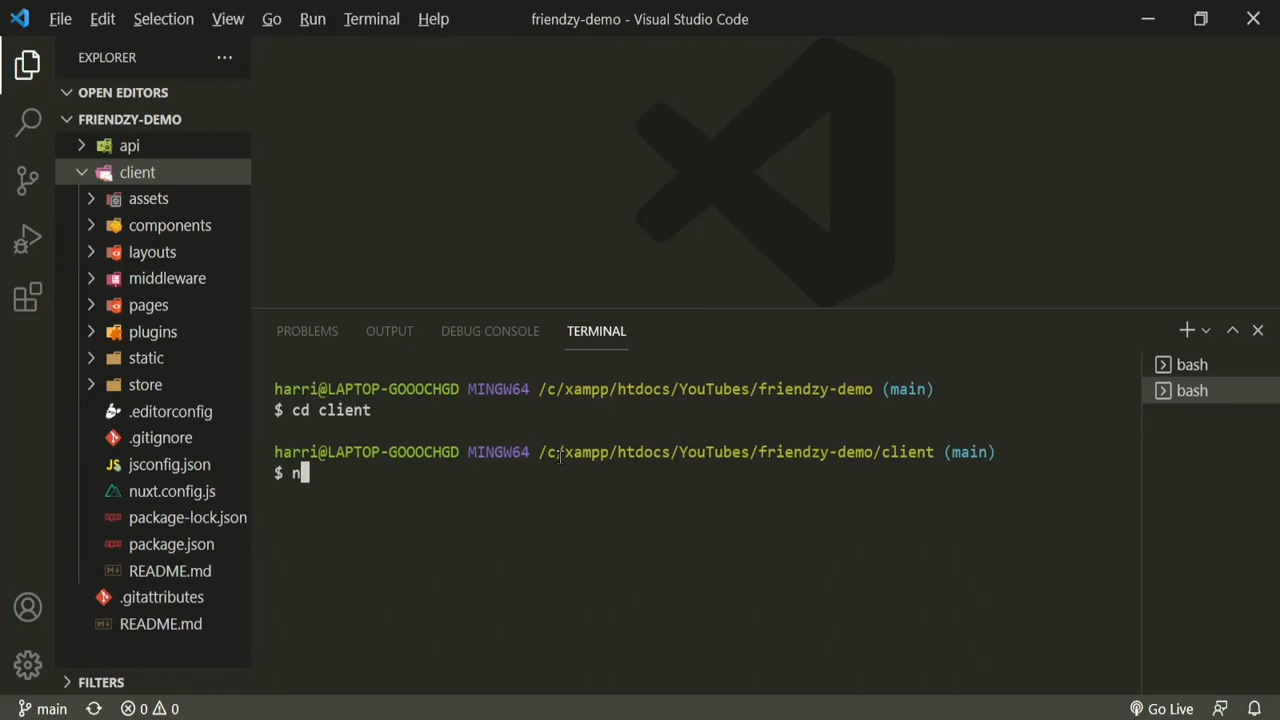 File Edit Selection View Go Run Terminal Help friendzy-demo - Visual Studio Code
EXPLORER
OPEN EDITORS
FRIENDZY-DEMO
api
client
assets
components
layouts
middleware
pages
plugins
static
store
.editorconfig
.gitignore
jsconfig.json
nuxt.config.js
package-lock.json
package.json
README.md
.gitattributes
README.md
FILTERS
PROBLEMS OUTPUT DEBUG CONSOLE TERMINAL
harri@LAPTOP-GOOOCHGD MINGW64 /c/xampp/htdocs/YouTubes/friendzy-demo (main)
$ cd client
harri@LAPTOP-GOOOCHGD MINGW64 /c/xampp/htdocs/YouTubes/friendzy-demo/client (main)
$ n
bash
bash
main 0 0 Go Live